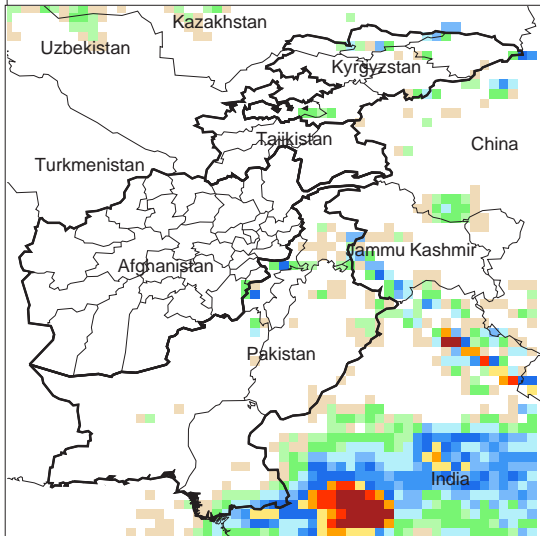 Kazakhstan
Uzbekistan
Kyrgyzstan
Tajikistan
China
Turkmenistan
Jammu Kashmir
Afghanistan
Pakistan
India